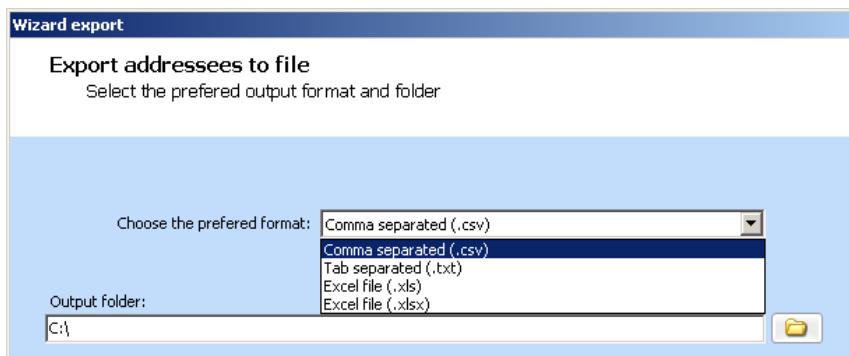 Wizard export
Export addressees to file
Select the prefered output format and folder
Choose the prefered format: Comma separated (.csv)
Comma separated (.csv)
Tab separated (.txt)
Excel file (.xls)
Excel file (.xlsx)
Output folder:
C:\